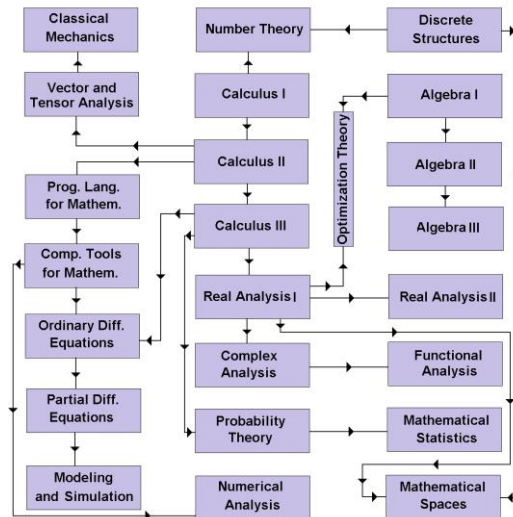 Classical
Mechanics
Number Theory
Discrete
Structures
Vector and
Tensor Analysis
Calculus I
Algebra I
Optimization Theory
Calculus II
Algebra II
Prog. Lang.
for Mathem.
Calculus III
Algebra III
Comp. Tools
for Mathem.
Real Analysis I
Real Analysis II
Ordinary Diff.
Equations
Complex
Analysis
Functional
Analysis
Partial Diff.
Equations
Probability
Theory
Mathematical
Statistics
Modeling
and Simulation
Numerical
Analysis
Mathematical
Spaces